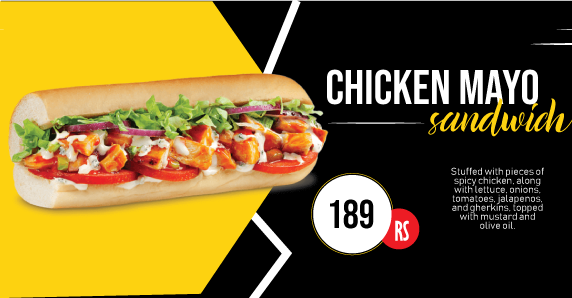 CHICKEN MAYO
sandwich
Stuffed with pieces of
spicy chicken, along
with lettuce, onions,
tomatoes, jalapenos,
and gherkins, topped
with mustard and
olive oil.
189
RS